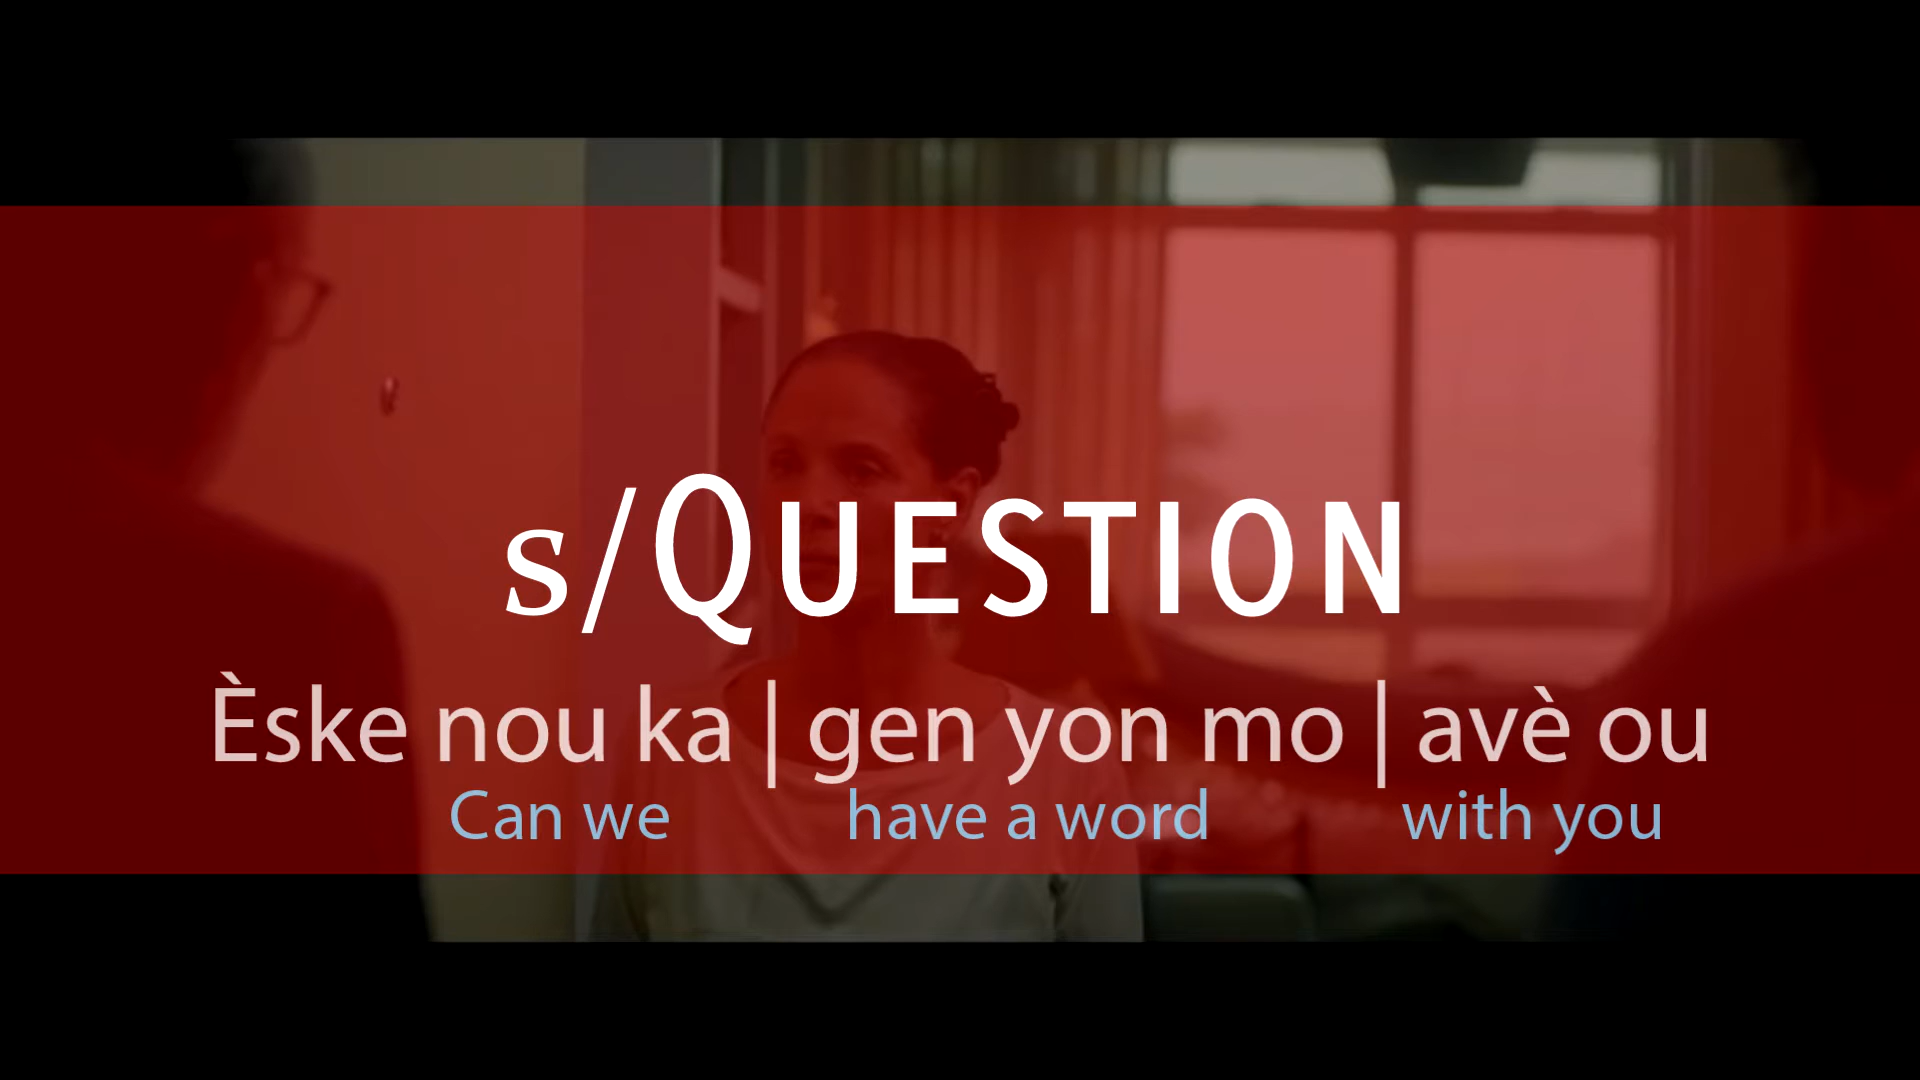 s/QUESTION
Èske nou ka | gen yon mo | avè ou
Can we have a word with you